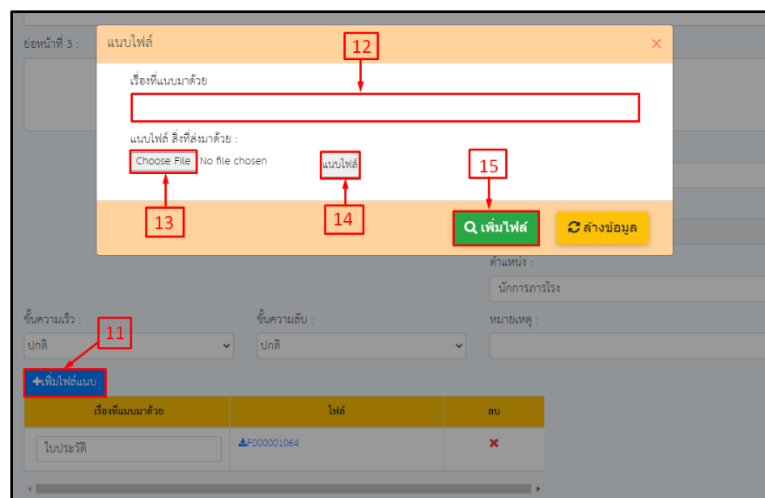 ย่อหน้าที่ 3 :
แนบไฟล์
×
12
เรื่องที่แนบมาด้วย
แนบไฟล์ สิ่งที่ส่งมาด้วย :
Choose File No file chosen
แนบไฟล์
13
14
15
เพิ่มไฟล์
ล้างข้อมูล
ตำแหน่ง :
นักการภารโรง
ชั้นความเร็ว :
ชั้นความลับ :
หมายเหตุ :
11
ปกติ
ปกติ
+เพิ่มไฟล์แนบ
เรื่องที่แนบมาด้วย ไฟล์ ลบ
ใบประวัติ F000001064